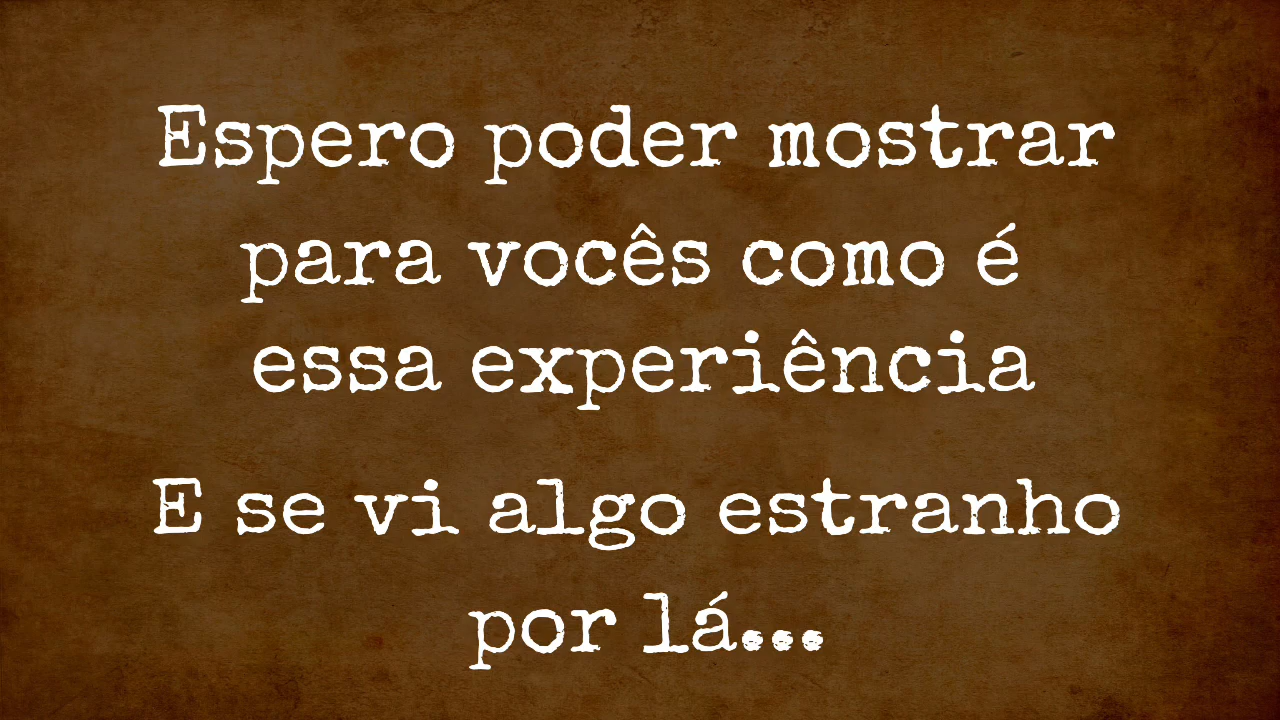 Espero poder mostrar
para vocês como é
essa experiência
E se vi algo estranho
por lá...